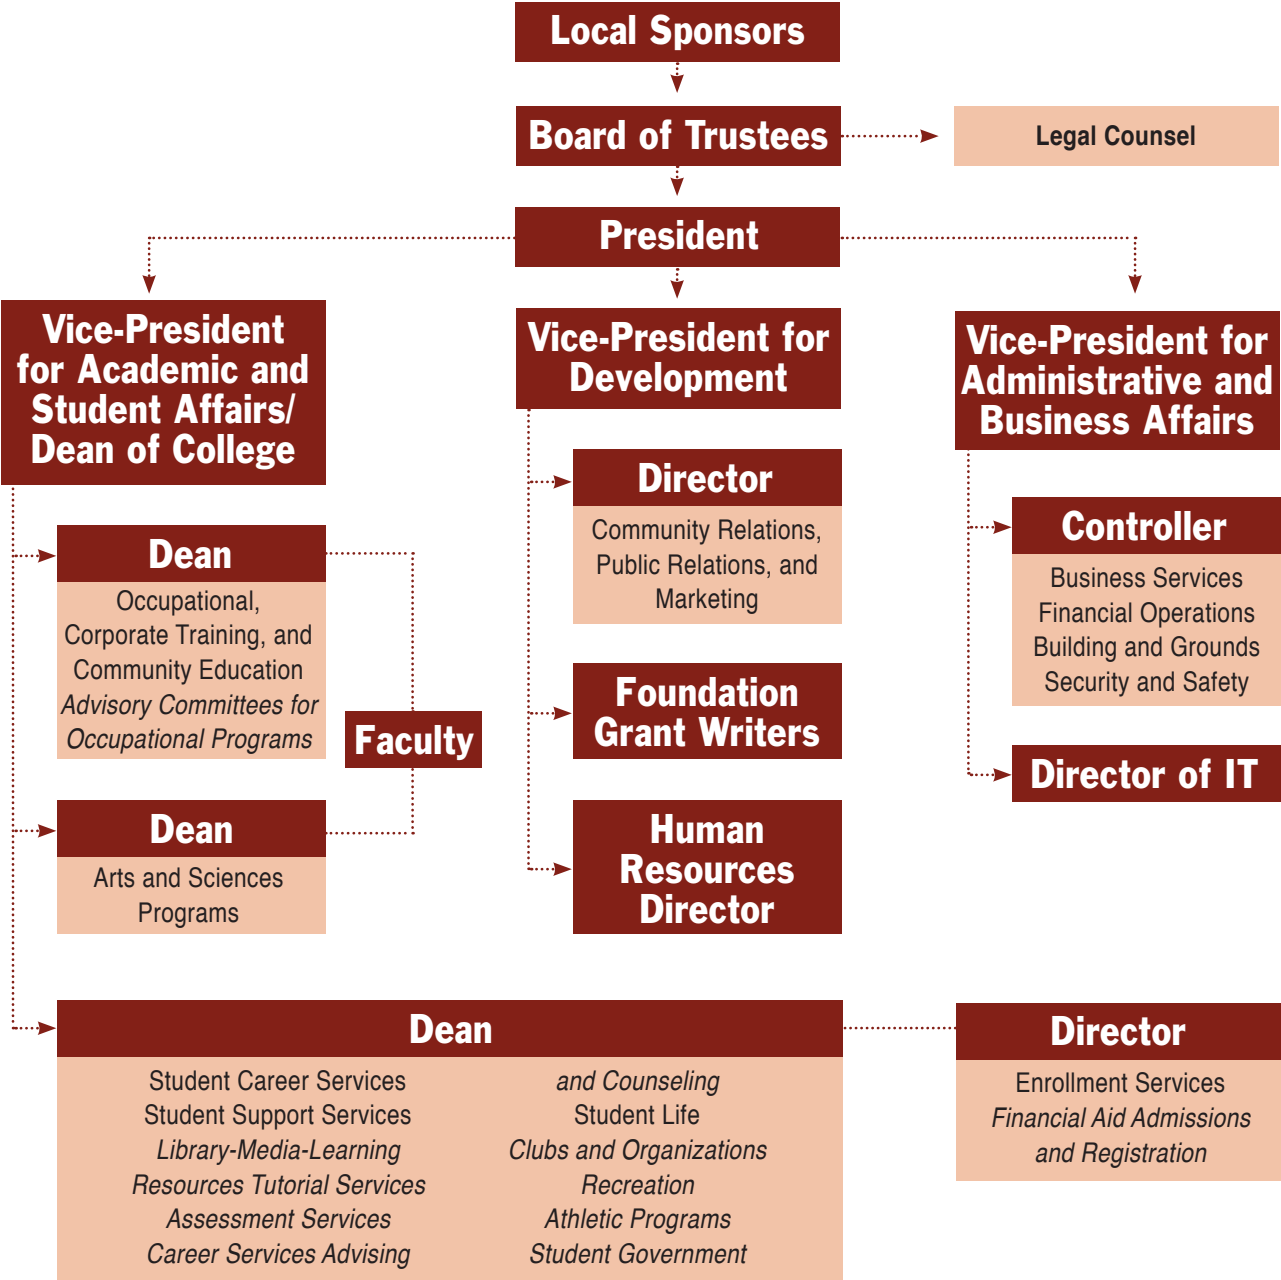 Local Sponsors
Board of Trustees
Legal Counsel
President
Vice-President
for Academic and
Student Affairs/
Dean of College
Vice-President for
Development
Vice-President for
Administrative and
Business Affairs
Dean
Occupational,
Corporate Training, and
Community Education
Advisory Committees for
Occupational Programs
Faculty
Dean
Arts and Sciences
Programs
Director
Community Relations,
Public Relations, and
Marketing
Foundation
Grant Writers
Human
Resources
Director
Controller
Business Services
Financial Operations
Building and Grounds
Security and Safety
Director of IT
Dean
Student Career Services
Student Support Services
Library-Media-Learning
Resources Tutorial Services
Assessment Services
Career Services Advising
and Counseling
Student Life
Clubs and Organizations
Recreation
Athletic Programs
Student Government
Director
Enrollment Services
Financial Aid Admissions
and Registration